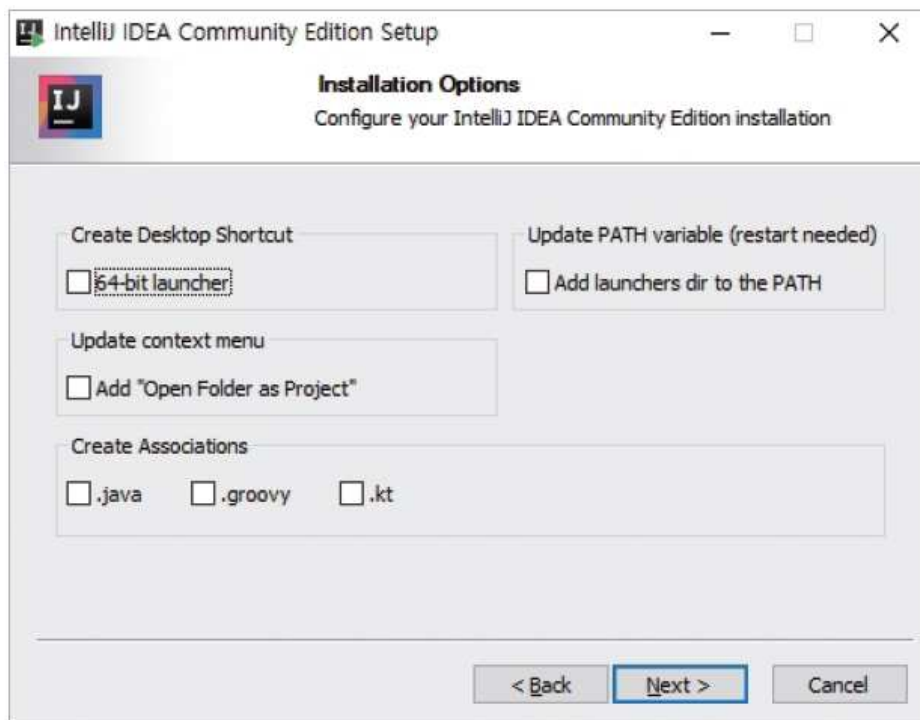 IntelliJ IDEA Community Edition Setup
IJ
Installation Options
Configure your IntelliJ IDEA Community Edition installation
Create Desktop Shortcut
64-bit launcher
Update PATH variable (restart needed)
Add launchers dir to the PATH
Update context menu
Add "Open Folder as Project"
Create Associations
.java .groovy .kt
< Back Next > Cancel